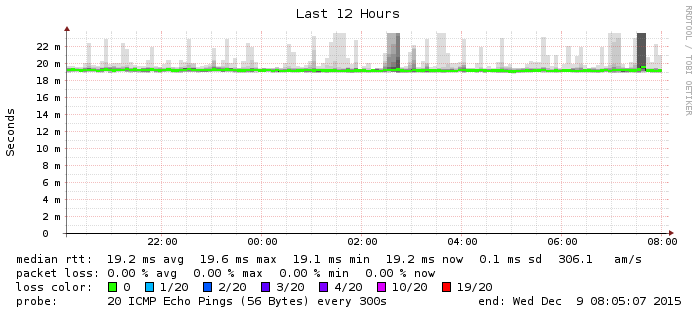 Last 12 Hours
RRDTOOL / TOBI OETIKER
Seconds
22 m
20 m
18 m
16 m
14 m
12 m
10 m
8 m
6 m
4 m
2 m
0
22:00 00:00 02:00 04:00 06:00 08:00
median rtt: 19.2 ms avg 19.6 ms max 19.1 ms min 19.2 ms now 0.1 ms sd 306.1 am/s
packet loss: 0.00 % avg 0.00 % max 0.00 % min 0.00 % now
loss color: 0 1/20 2/20 3/20 4/20 10/20 19/20
probe: 20 ICMP Echo Pings (56 Bytes) every 300s end: Wed Dec 9 08:05:07 2015